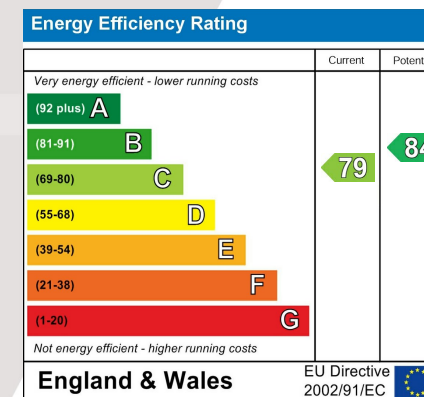 Energy Efficiency Rating
Current Potent
Very energy efficient - lower running costs
(92 plus) A
(81-91) B
84
(69-80) C
79
(55-68) D
(39-54) E
(21-38) F
(1-20) G
Not energy efficient - higher running costs
England & Wales
EU Directive
2002/91/EC